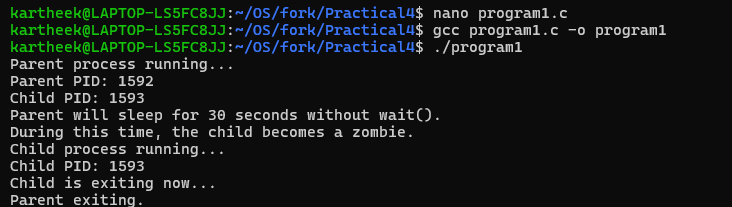 kartheek@LAPTOP-LS5FC8JJ:~/OS/fork/Practical4$ nano program1.c
kartheek@LAPTOP-LS5FC8JJ:~/OS/fork/Practical4$ gcc program1.c -o program1
kartheek@LAPTOP-LS5FC8JJ:~/OS/fork/Practical4$ ./program1
Parent process running...
Parent PID: 1592
Child PID: 1593
Parent will sleep for 30 seconds without wait().
During this time, the child becomes a zombie.
Child process running...
Child PID: 1593
Child is exiting now...
Parent exiting.